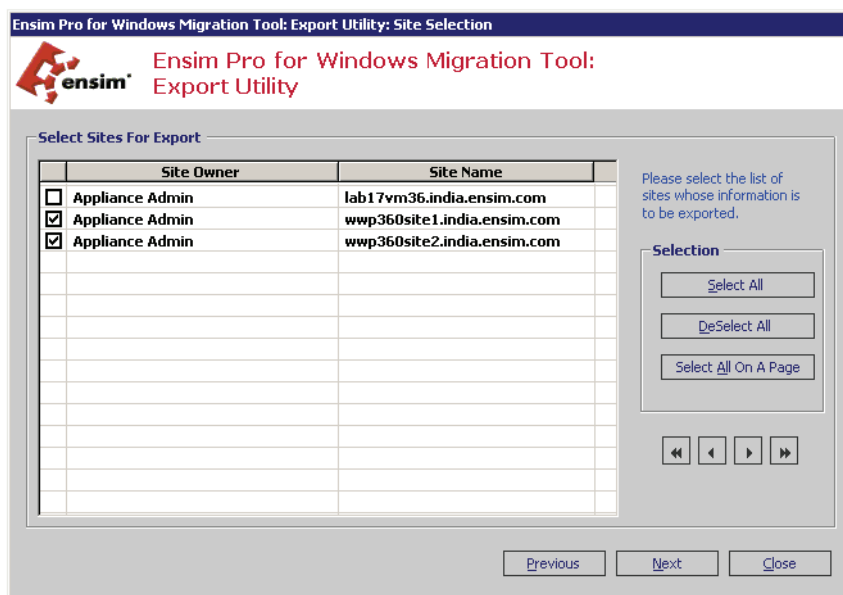 Ensim Pro for Windows Migration Tool: Export Utility: Site Selection
ensim
Ensim Pro for Windows Migration Tool:
Export Utility
Select Sites For Export
Site Owner Site Name
Appliance Admin lab17vm36.india.ensim.com
Appliance Admin wwp360site1.india.ensim.com
Appliance Admin wwp360site2.india.ensim.com
Please select the list of
sites whose information is
to be exported.
Selection
Select All
DeSelect All
Select All On A Page
Previous Next Close